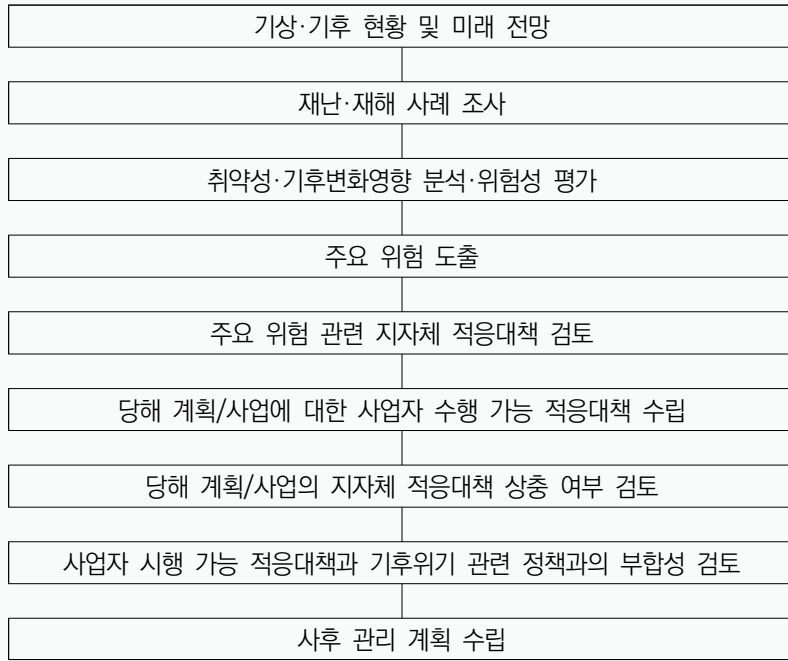 기상·기후 현황 및 미래 전망
재난·재해 사례 조사
취약성·기후변화영향 분석·위험성 평가
주요 위험 도출
주요 위험 관련 지자체 적응대책 검토
당해 계획/사업에 대한 사업자 수행 가능 적응대책 수립
당해 계획/사업의 지자체 적응대책 상충 여부 검토
사업자 시행 가능 적응대책과 기후위기 관련 정책과의 부합성 검토
사후 관리 계획 수립